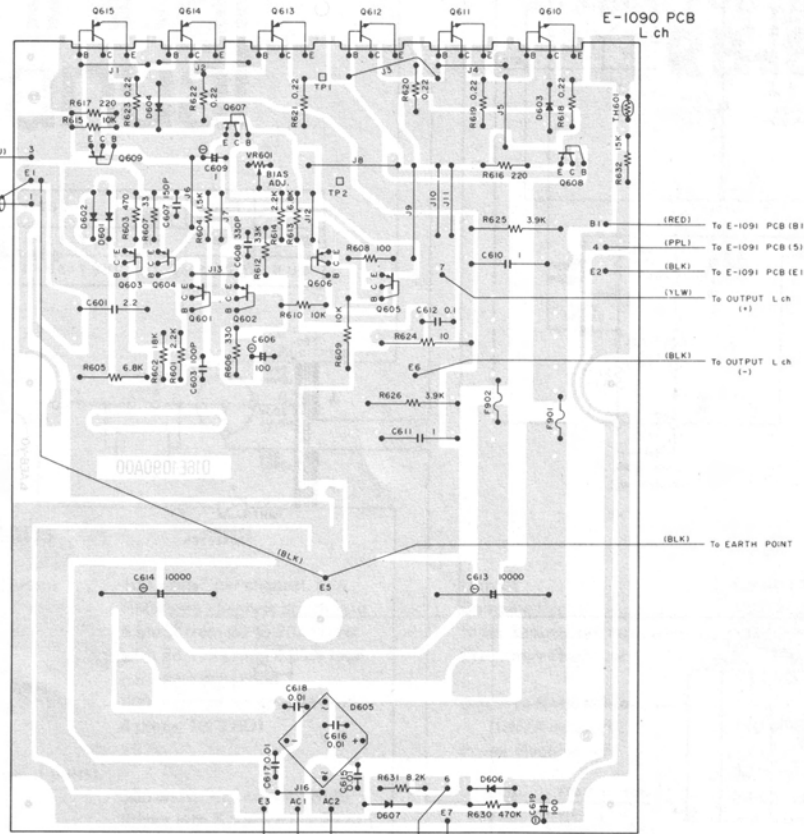 Q615 Q614 Q613 Q612 Q611 Q610
E-1090 PCB
L ch
B C E B C E B C E B C E B C E B C E
J1 J2 J3 J4 J5
R623 0.22 D604 R622 0.22 Q607 R621 0.22 TP1 R620 0.22 R619 0.22 D603 R618 0.22 TH601
R617 220
R615 10K
E C B
Q609
C609 1
VR601
BIAS ADJ.
J8
TP2
R616 220
E C B
Q608
R632 15K
3
E1
1
D602 D601 R603 470 R607 33 C607 150P J6 R604 1.5K J7 C608 330P R612 33K R614 2.2K R613 6.8K J12 J9 J10 J11
R625 3.9K
B1 (RED) To E-1091 PCB (B1
4 (PPL) To E-1091 PCB (5)
E2 (BLK) To E-1091 PCB (E1
(YLW) To OUTPUT L ch
(+)
E C B
Q603
E C B
Q604
J13
B C E
Q601
B C E
Q602
Q606
B C E
R608 100
B C E
Q605
7
C610 1
C601 2.2
R610 10K
R609 10K
C612 0.1
R624 10
R605 6.8K
R602 18K
R601 2.2K
C603 100P
R606 330
C606
100
E6
(BLK) To OUTPUT L ch
(-)
R626 3.9K
C611 1
F902
F901
D16E1090A00
(BLK)
(BLK) To EARTH POINT
E5
C614 10000
C613 10000
C618
0.01
D605
C616
0.01
C617 0.01
C615
0.01
J16
R631 8.2K
6
D606
D607
R630 470K
C619
100
E3 AC1 AC2
E7